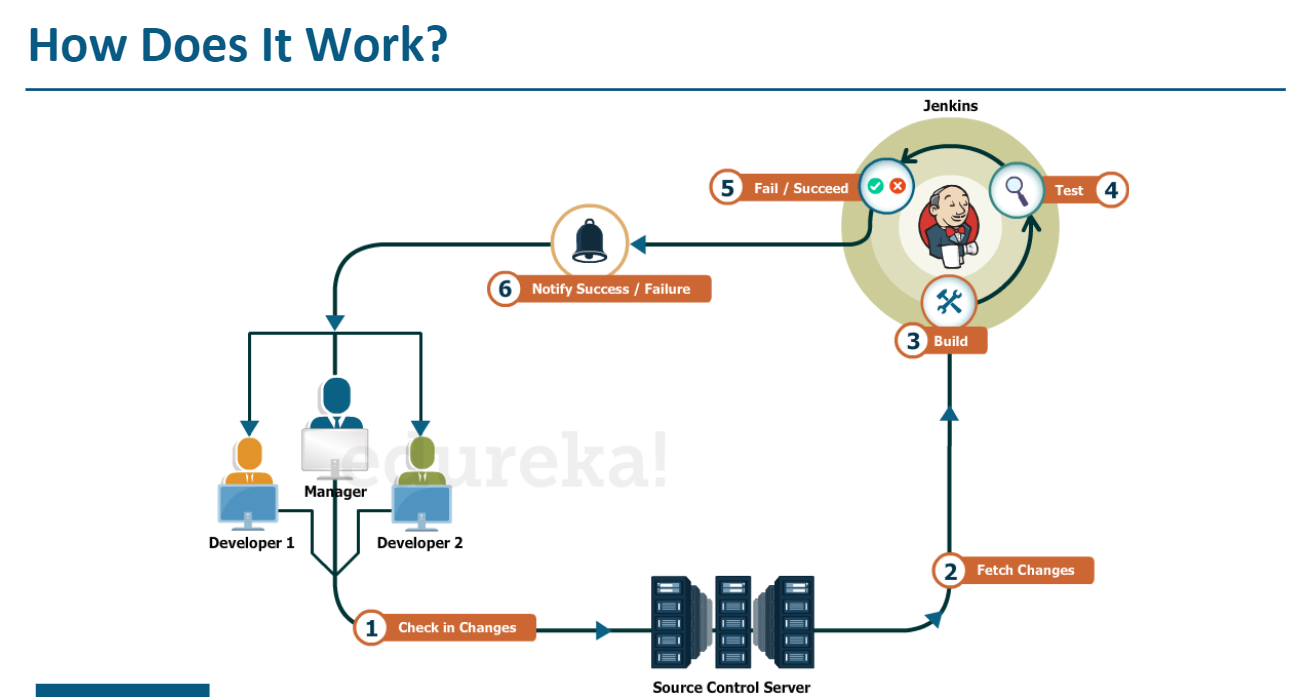 How Does It Work?
Jenkins
5 Fail / Succeed
Test 4
6 Notify Success / Failure
3 Build
edureka!
Manager
Developer 1
Developer 2
2 Fetch Changes
1 Check in Changes
Source Control Server